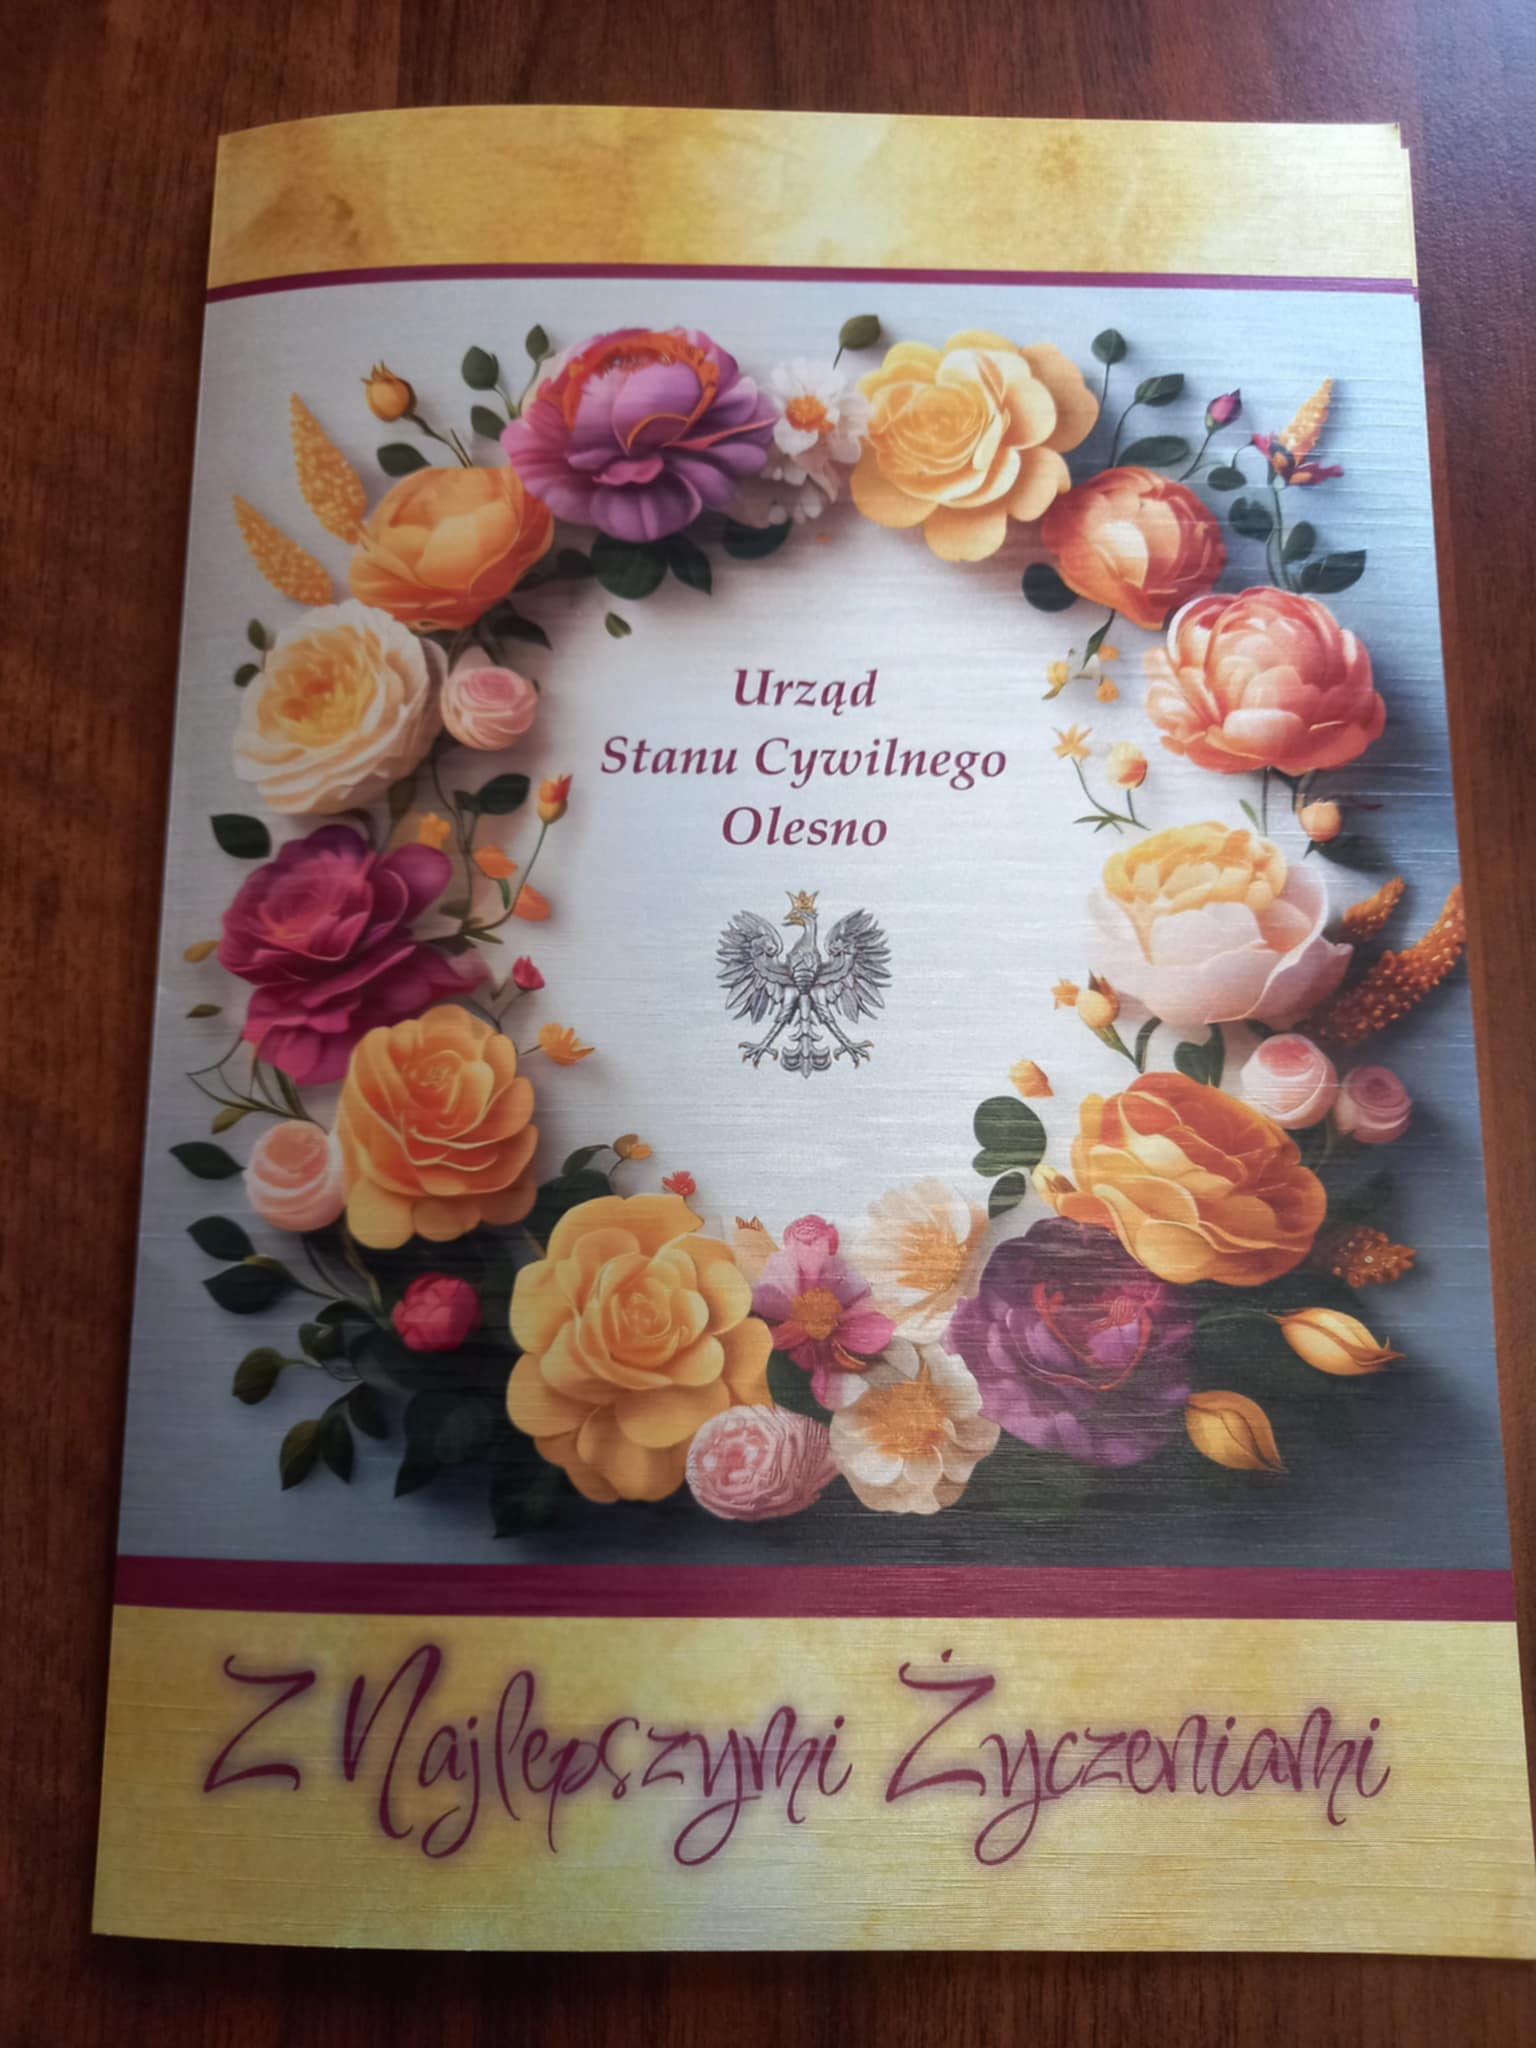 Urząd
Stanu Cywilnego
Olesno
Z Najlepszymi Życzeniami